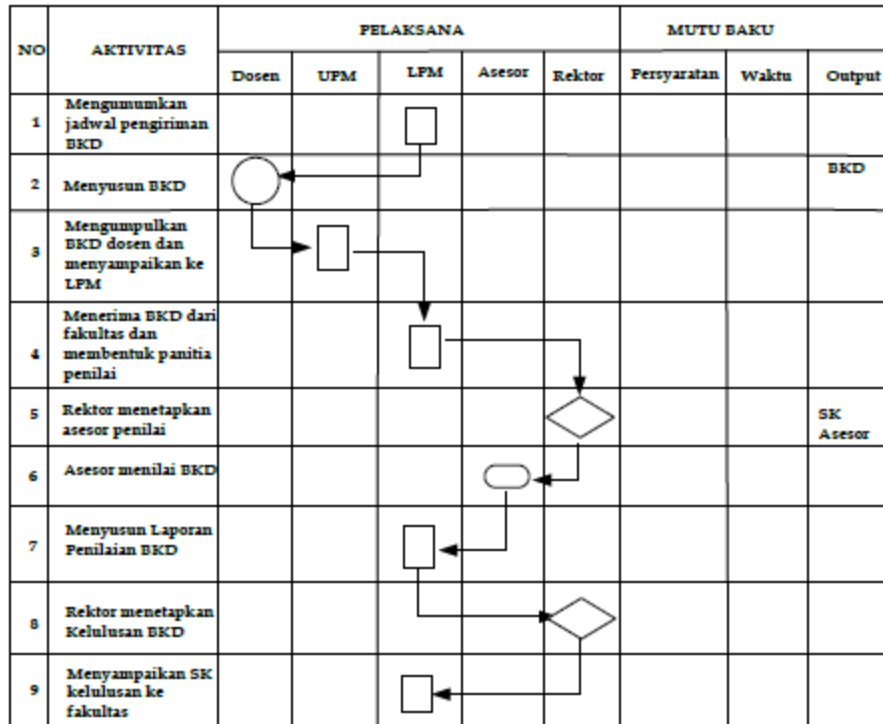 PELAKSANA
MUTU BAKU
NO
AKTIVITAS
Dosen
UPM
LPM
Asesor
Rektor
Persyaratan
Waktu
Output
1
Mengumumkan
jadwal pengiriman
BKD
2
Menyusun BKD
BKD
3
Mengumpulkan
BKD dosen dan
menyampaikan ke
LPM
4
Menerima BKD dari
fakultas dan
membentuk panitia
penilai
5
Rektor menetapkan
asesor penilai
SK
Asesor
6
Asesor menilai BKD
7
Menyusun Laporan
Penilaian BKD
8
Rektor menetapkan
Kelulusan BKD
9
Menyampaikan SK
kelulusan ke
fakultas